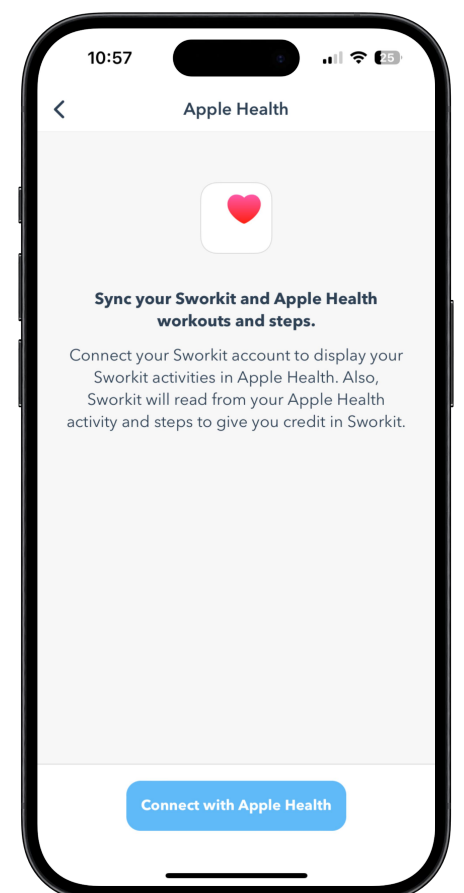 10:57
25
Apple Health
Sync your Sworkit and Apple Health
workouts and steps.
Connect your Sworkit account to display your
Sworkit activities in Apple Health. Also,
Sworkit will read from your Apple Health
activity and steps to give you credit in Sworkit.
Connect with Apple Health